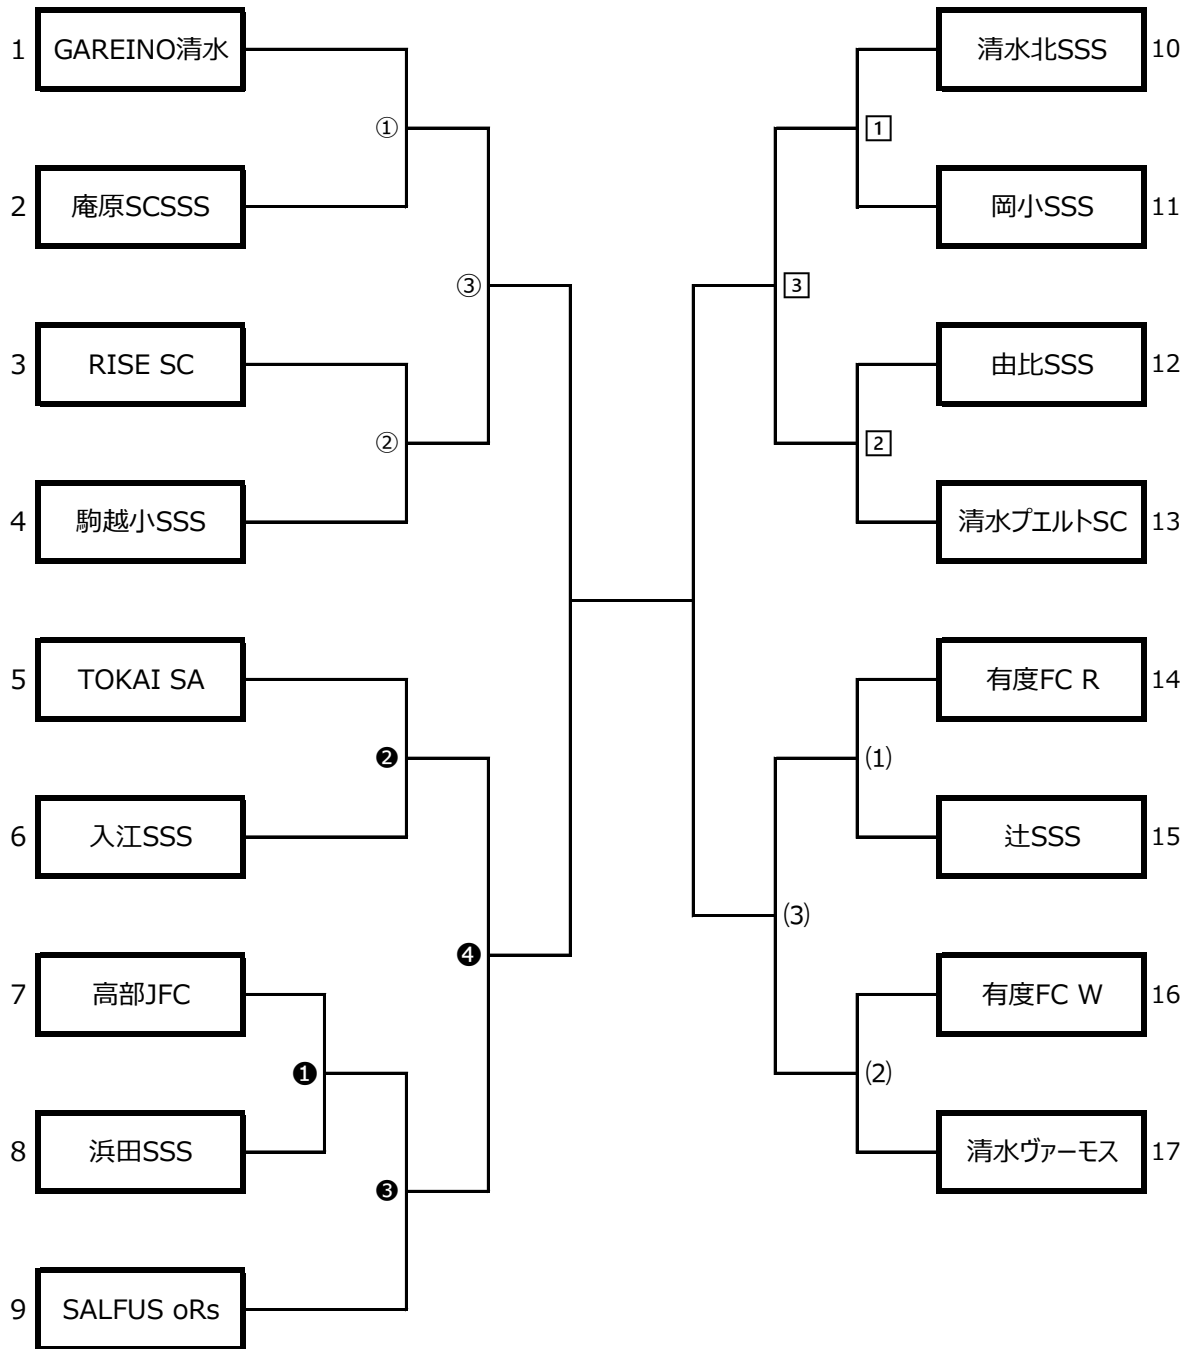 1 GAREINO清水
①
2 庵原SCSSS
③
3 RISE SC
②
4 駒越小SSS
5 TOKAI SA
❷
6 入江SSS
❹
7 高部JFC
❶
8 浜田SSS
❸
9 SALFUS oRs
清水北SSS 10
1
岡小SSS 11
3
由比SSS 12
2
清水プエルトSC 13
有度FC R 14
(1)
辻SSS 15
(3)
有度FC W 16
(2)
清水ヴァーモス 17